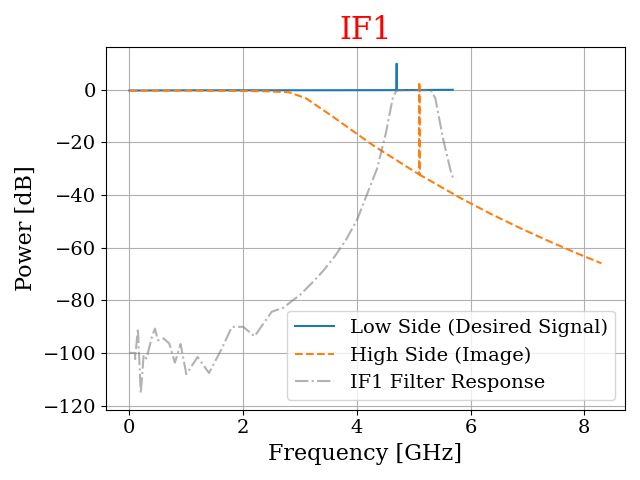 IF1
Power [dB]
0
−20
−40
−60
−80
−100
−120
Low Side (Desired Signal)
High Side (Image)
IF1 Filter Response
0 2 4 6 8
Frequency [GHz]